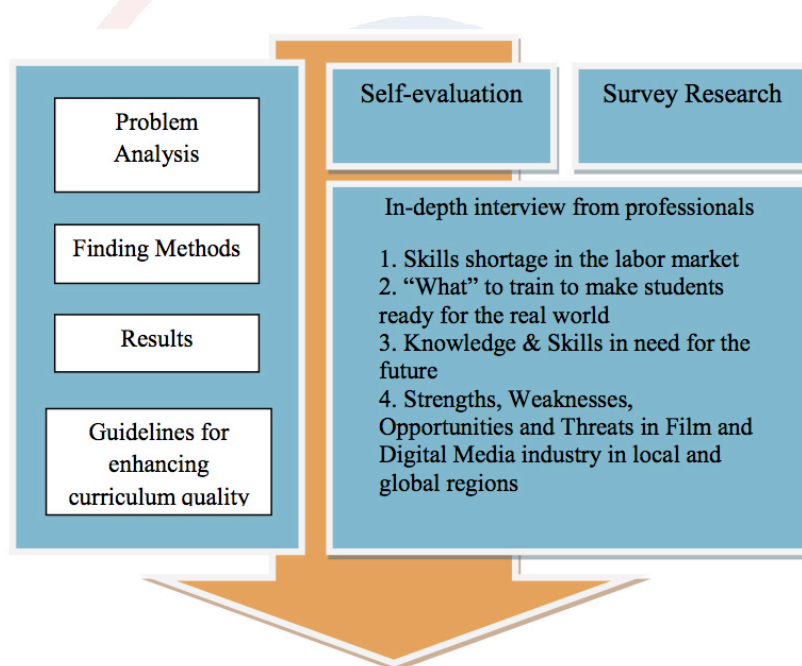 Problem
Analysis
Finding Methods
Results
Guidelines for
enhancing
curriculum quality
Self-evaluation
Survey Research
In-depth interview from professionals
1. Skills shortage in the labor market
2. “What” to train to make students
ready for the real world
3. Knowledge & Skills in need for the
future
4. Strengths, Weaknesses,
Opportunities and Threats in Film and
Digital Media industry in local and
global regions